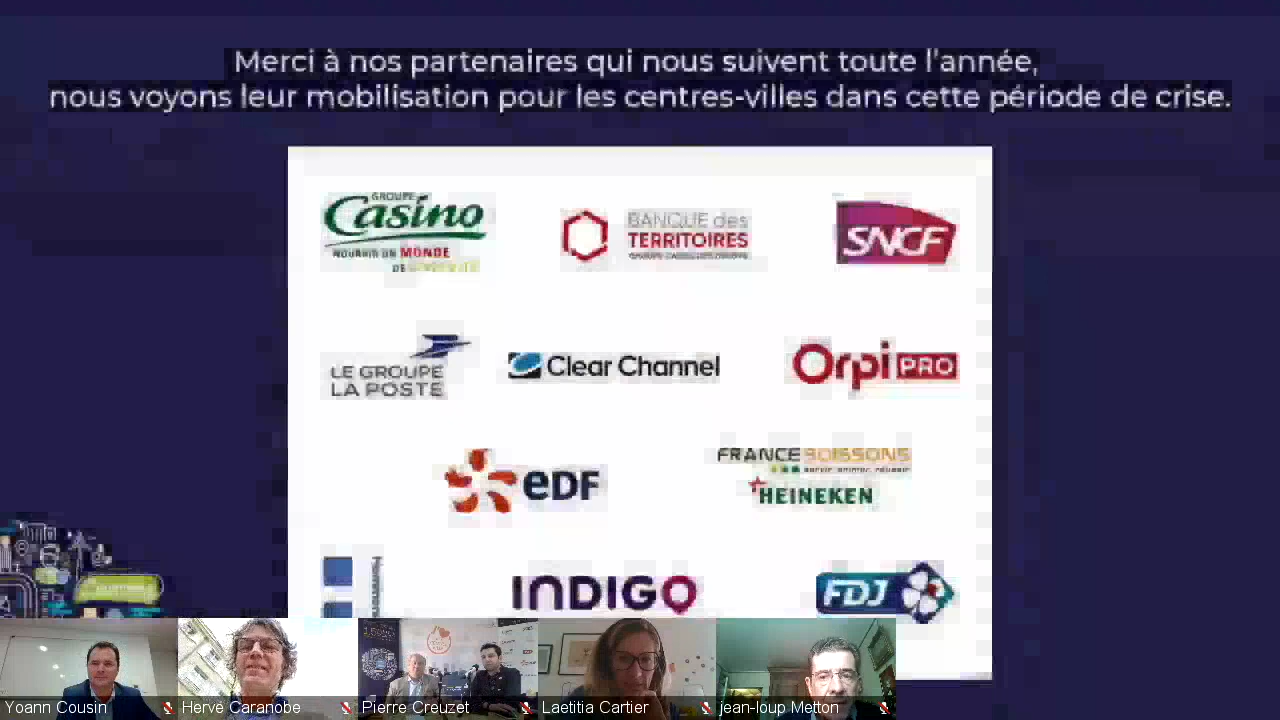 Merci à nos partenaires qui nous suivent toute l'année,
nous voyons leur mobilisation pour les centres-villes dans cette période de crise.
GROUPE
Casino
NOURRIR UN MONDE
DE
BANQUE des
TERRITOIRES
SNCF
LE GROUPE
LA POSTE
Clear Channel
Orpi PRO
eDF
FRANCE BOISSONS
HEINEKEN
INDIGO
FDJ
Yoann Cousin
Hervé Caranobe
Pierre Creuzet
Laetitia Cartier
jean-loup Metton